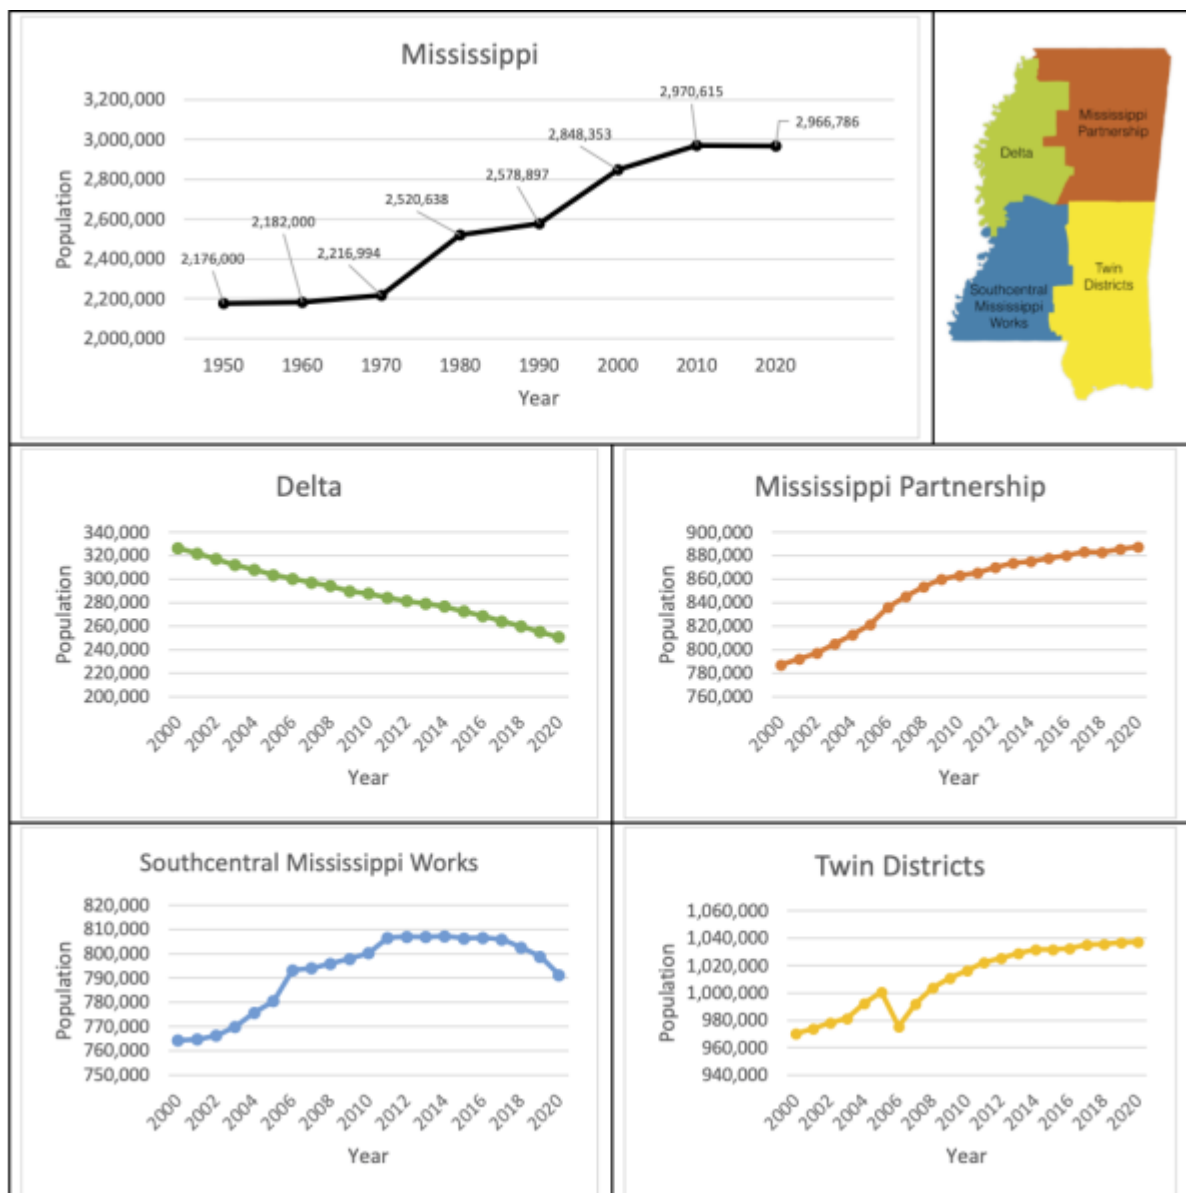 Mississippi
3,200,000
3,000,000
2,800,000
2,600,000
2,400,000
2,200,000
2,000,000
Population
2,176,000
2,182,000
2,216,994
2,520,638
2,578,897
2,848,353
2,970,615
2,966,786
1950 1960 1970 1980 1990 2000 2010 2020
Year
Mississippi
Partnership
Delta
Twin
Districts
Southcentral
Mississippi
Works
Delta
340,000
320,000
300,000
280,000
260,000
240,000
220,000
200,000
Population
2000 2002 2004 2006 2008 2010 2012 2014 2016 2018 2020
Year
Mississippi Partnership
900,000
880,000
860,000
840,000
820,000
800,000
780,000
760,000
Population
2000 2002 2004 2006 2008 2010 2012 2014 2016 2018 2020
Year
Southcentral Mississippi Works
820,000
810,000
800,000
790,000
780,000
770,000
760,000
750,000
Population
2000 2002 2004 2006 2008 2010 2012 2014 2016 2018 2020
Year
Twin Districts
1,060,000
1,040,000
1,020,000
1,000,000
980,000
960,000
940,000
Population
2000 2002 2004 2006 2008 2010 2012 2014 2016 2018 2020
Year